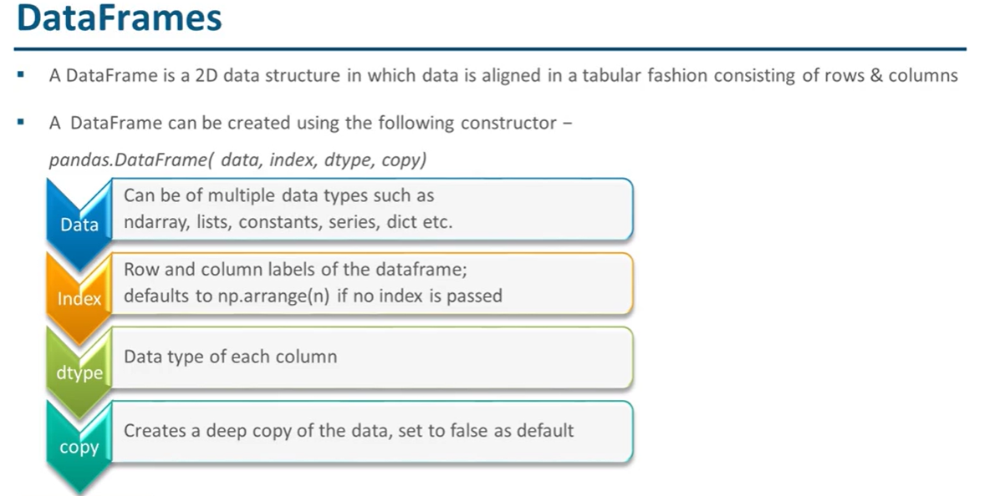 DataFrames
▪ A DataFrame is a 2D data structure in which data is aligned in a tabular fashion consisting of rows & columns
▪ A DataFrame can be created using the following constructor –
pandas.DataFrame( data, index, dtype, copy)
Data
Can be of multiple data types such as
ndarray, lists, constants, series, dict etc.
Index
Row and column labels of the dataframe;
defaults to np.arrange(n) if no index is passed
dtype
Data type of each column
copy
Creates a deep copy of the data, set to false as default